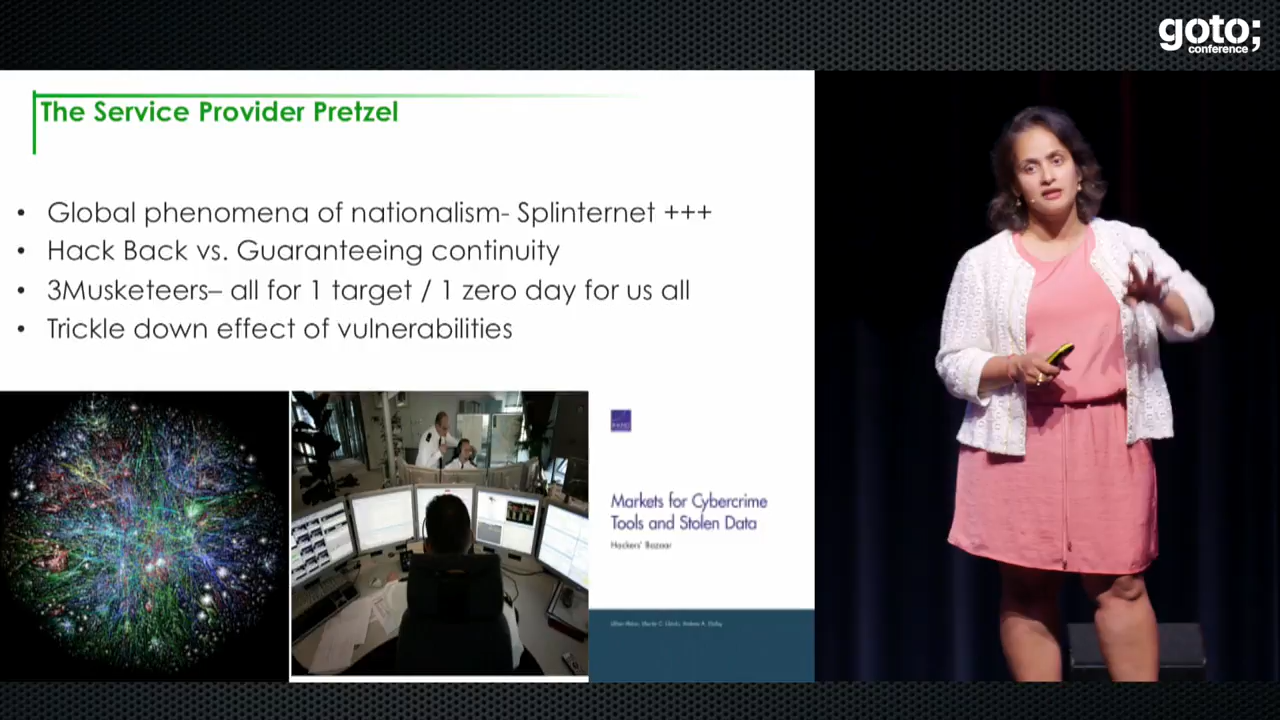 goto;
conference
The Service Provider Pretzel
• Global phenomena of nationalism- Splinternet +++
• Hack Back vs. Guaranteeing continuity
• 3Musketeers– all for 1 target / 1 zero day for us all
• Trickle down effect of vulnerabilities
RAND
Markets for Cybercrime
Tools and Stolen Data
Hackers' Bazaar